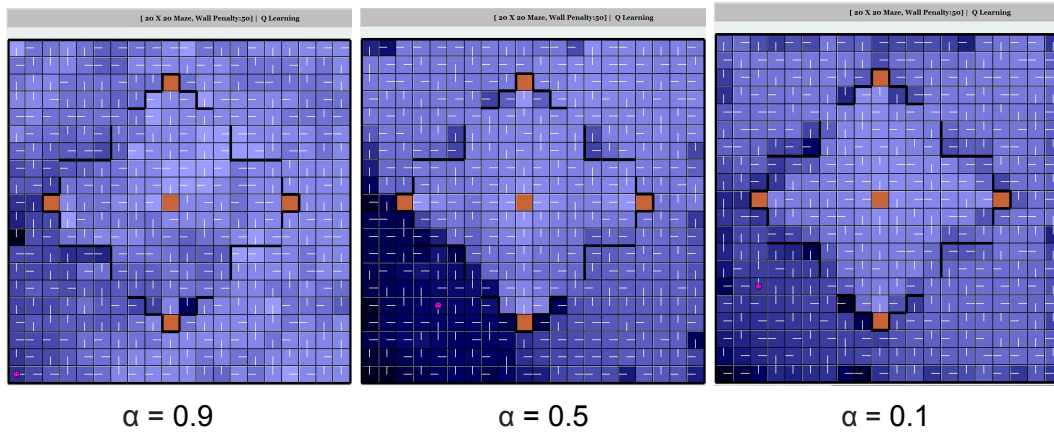 [ 20 X 20 Maze, Wall Penalty:50] | Q Learning
[ 20 X 20 Maze, Wall Penalty:50] | Q Learning
[ 20 X 20 Maze, Wall Penalty:50] | Q Learning
α = 0.9
α = 0.5
α = 0.1